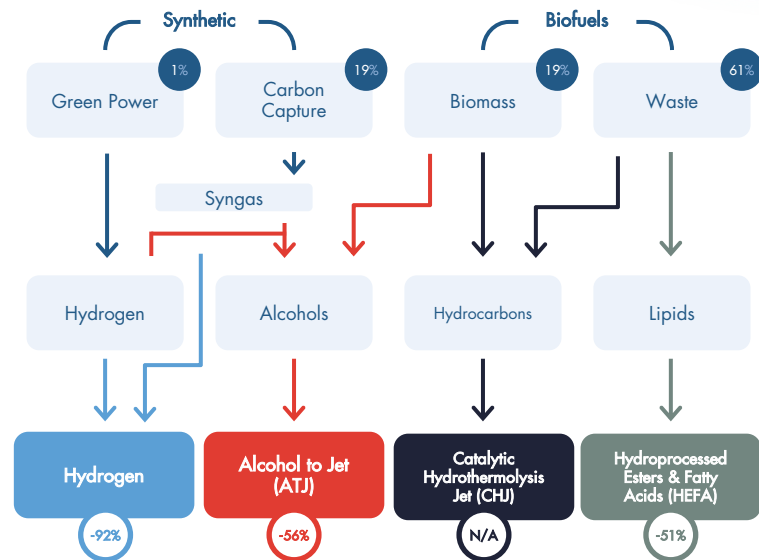 Synthetic
Biofuels
1%
19%
19%
61%
Green Power
Carbon
Capture
Biomass
Waste
Syngas
Hydrogen
Alcohols
Hydrocarbons
Lipids
Hydrogen
Alcohol to Jet
(ATJ)
Catalytic
Hydrothermolysis
Jet (CHJ)
Hydroprocessed
Esters & Fatty
Acids (HEFA)
-92%
-56%
N/A
-51%